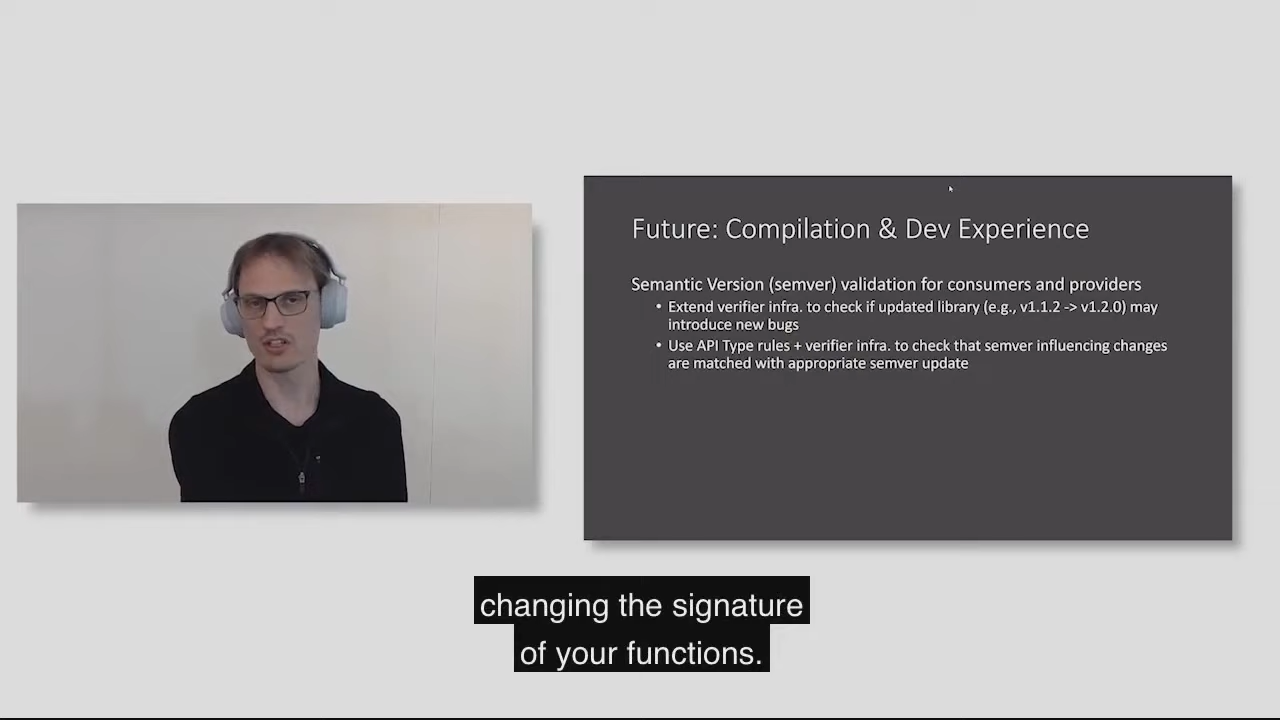 Future: Compilation & Dev Experience
Semantic Version (semver) validation for consumers and providers
• Extend verifier infra. to check if updated library (e.g., v1.1.2 -> v1.2.0) may
introduce new bugs
• Use API Type rules + verifier infra. to check that semver influencing changes
are matched with appropriate semver update
changing the signature
of your functions.